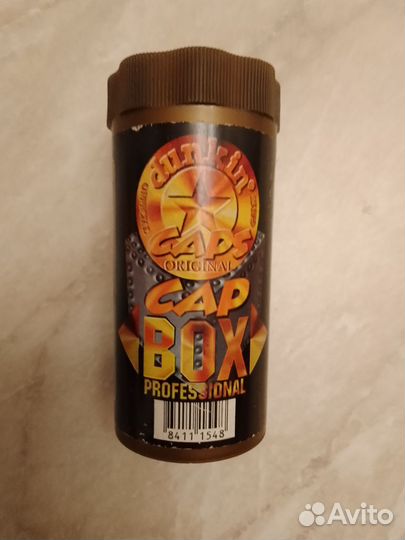 dunkin'
CAPS
ORIGINAL
CAP
BOX
PROFESSIONAL
8411 1548
Avito